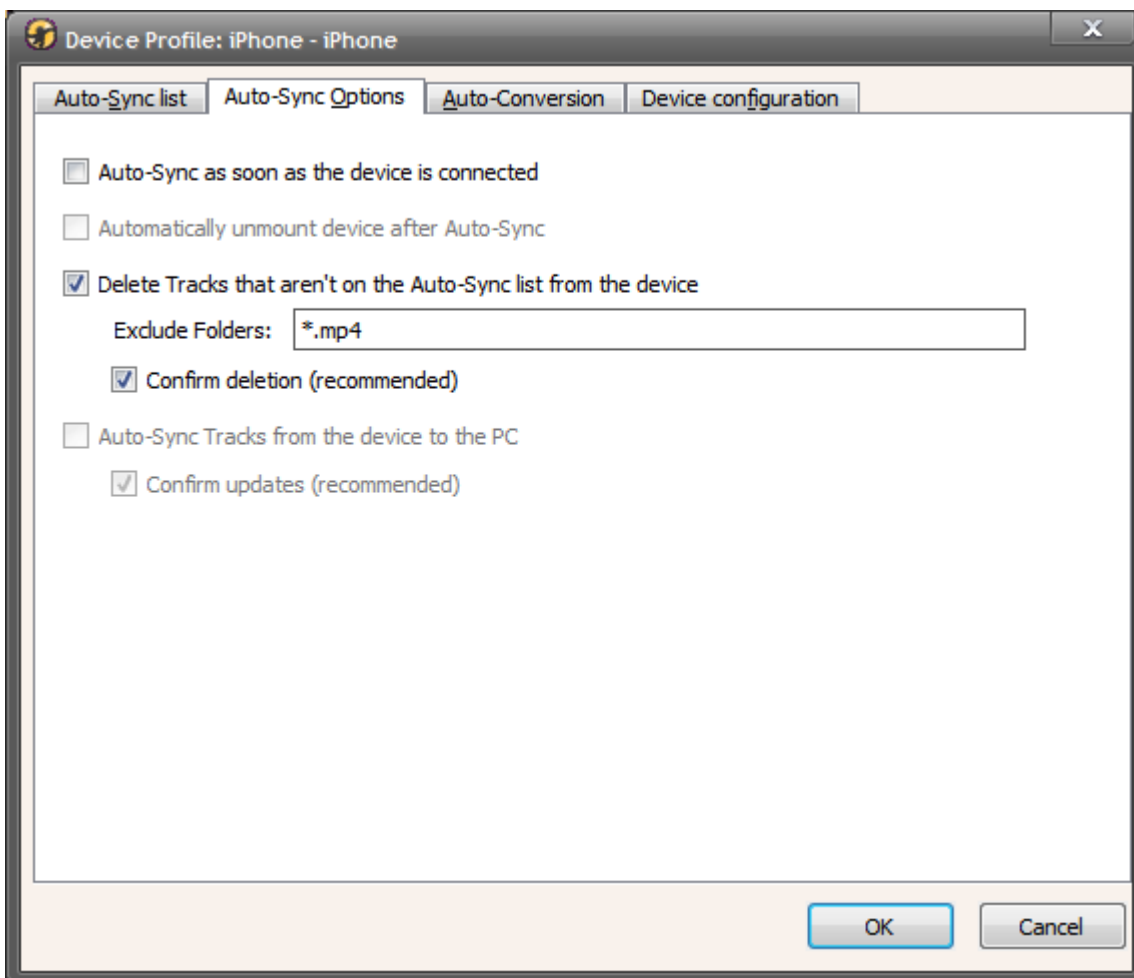 Device Profile: iPhone - iPhone
x
Auto-Sync list Auto-Sync Options Auto-Conversion Device configuration
Auto-Sync as soon as the device is connected
Automatically unmount device after Auto-Sync
Delete Tracks that aren't on the Auto-Sync list from the device
Exclude Folders: *.mp4
Confirm deletion (recommended)
Auto-Sync Tracks from the device to the PC
Confirm updates (recommended)
OK Cancel